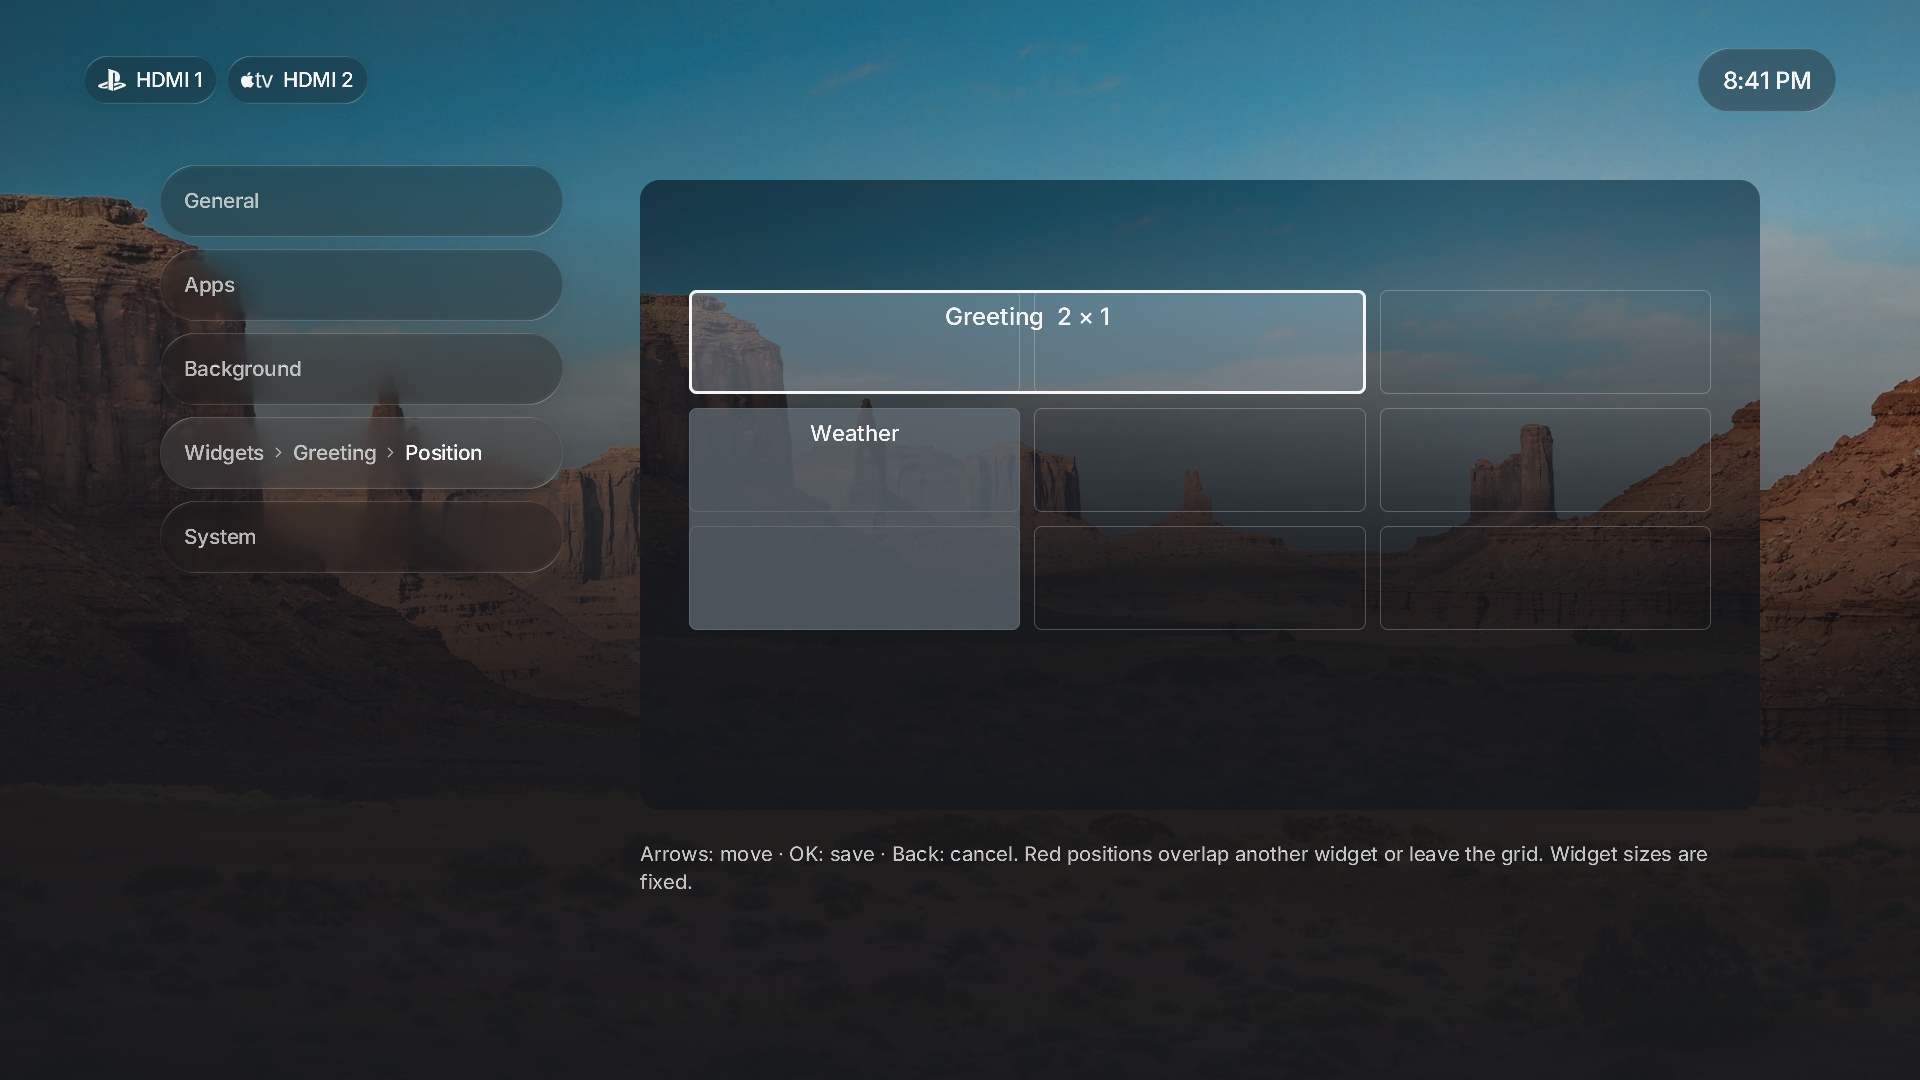 tv
HDMI 1
HDMI 2
8:41 PM
General
Apps
Background
Widgets > Greeting > Position
System
Greeting 2 × 1
Weather
Arrows: move · OK: save · Back: cancel. Red positions overlap another widget or leave the grid. Widget sizes are
fixed.